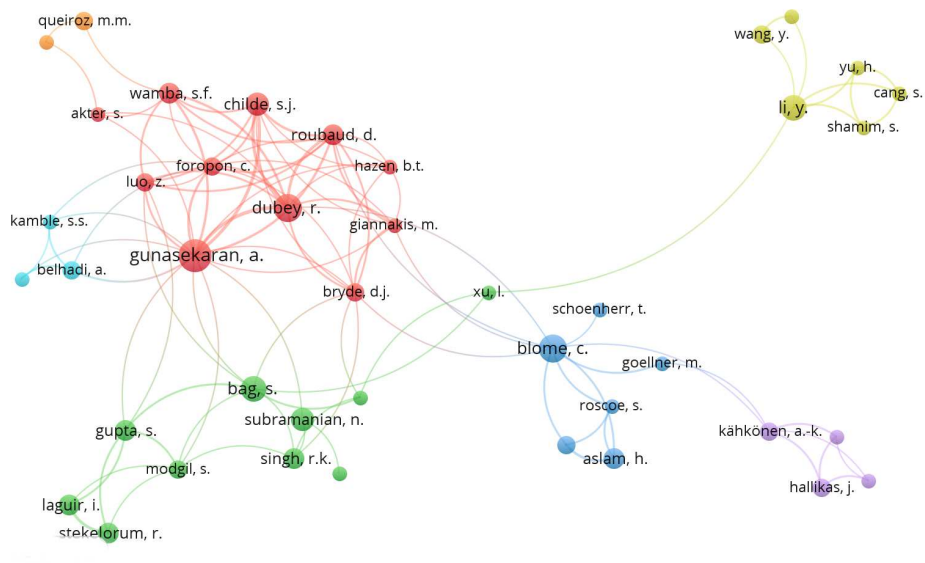 queiroz, m.m.
wang, y.
yu, h.
cang, s.
wamba, s.f.
childe, s.j.
li, y.
akter, s.
roubaud, d.
shamim, s.
foropon, c.
hazen, b.t.
luo, z.
dubey, r.
kamble, s.s.
giannakis, m.
gunasekaran, a.
belhadi, a.
bryde, d.j.
xu, l.
schoenherr, t.
blome, c.
goellner, m.
bag, s.
roscoe, s.
subramanian, n.
gupta, s.
kähkönen, a.-k.
singh, r.k.
aslam, h.
modgil, s.
hallikas, j.
laguir, i.
stekelorum, r.